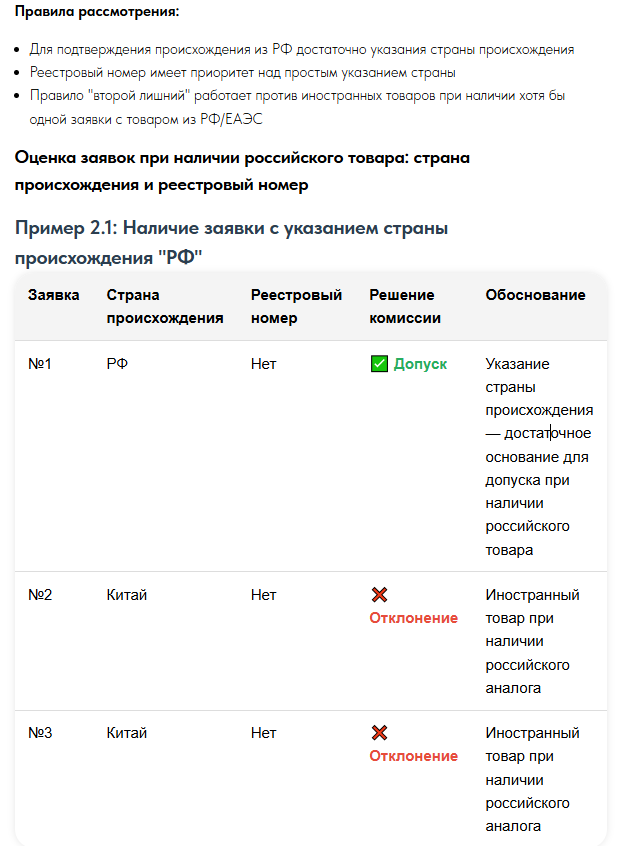 Правила рассмотрения:
Для подтверждения происхождения из РФ достаточно указания страны происхождения
Реестровый номер имеет приоритет над простым указанием страны
Правило "второй лишний" работает против иностранных товаров при наличии хотя бы
одной заявки с товаром из РФ/ЕАЭС
Оценка заявок при наличии российского товара: страна
происхождения и реестровый номер
Пример 2.1: Наличие заявки с указанием страны
происхождения "РФ"
Заявка Страна Реестровый Решение Обоснование
происхождения номер комиссии
№1 РФ Нет ✅ Допуск Указание
страны
происхождения
— достаточное
основание для
допуска при
наличии
российского
товара
№2 Китай Нет ❌ Иностранный
Отклонение товар при
наличии
российского
аналога
№3 Китай Нет ❌ Иностранный
Отклонение товар при
наличии
российского
аналога